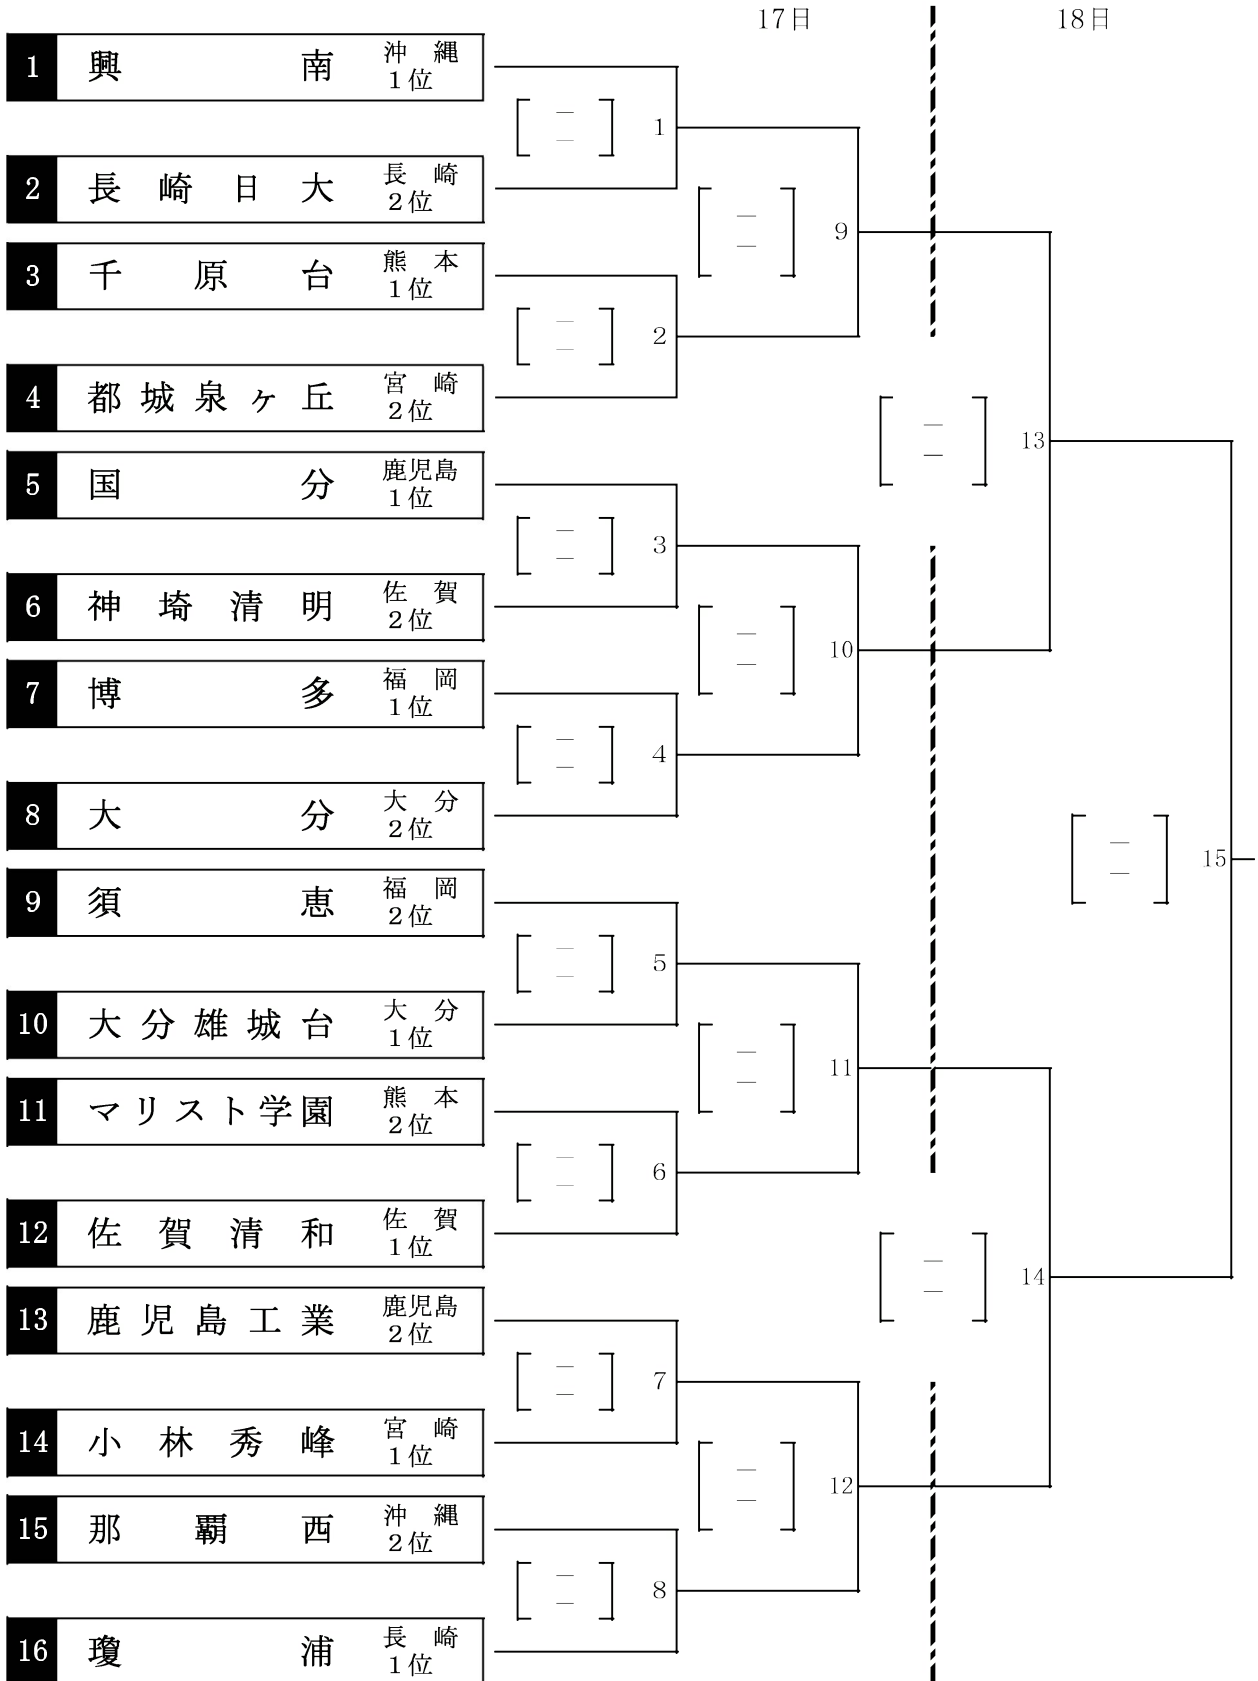 17日 18日
1 興南 沖縄 1位
2 長崎日大 長崎 2位
3 千原台 熊本 1位
4 都城泉ヶ丘 宮崎 2位
5 国分 鹿児島 1位
6 神埼清明 佐賀 2位
7 博多 福岡 1位
8 大分 大分 2位
9 須恵 福岡 2位
10 大分雄城台 大分 1位
11 マリスト学園 熊本 2位
12 佐賀清和 佐賀 1位
13 鹿児島工業 鹿児島 2位
14 小林秀峰 宮崎 1位
15 那覇西 沖縄 2位
16 瓊浦 長崎 1位
1
2
3
4
5
6
7
8
9
10
11
12
13
14
15